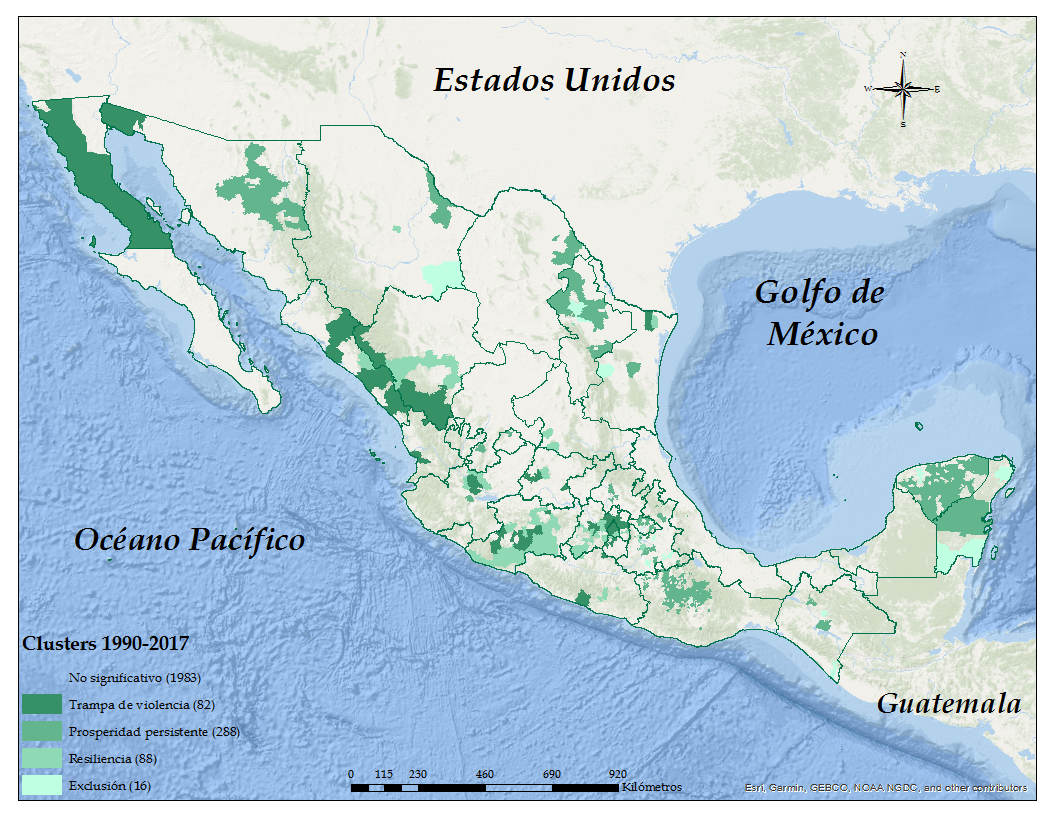 Estados Unidos
N
W
E
S
Golfo de
México
Océano Pacífico
Guatemala
Clusters 1990-2017
No significativo (1983)
Trampa de violencia (82)
Prosperidad persistente (288)
Resiliencia (88)
Exclusión (16)
0 115 230 460 690 920
Kilómetros
Esri, Garmin, GEBCO, NOAA NGDC, and other contributors